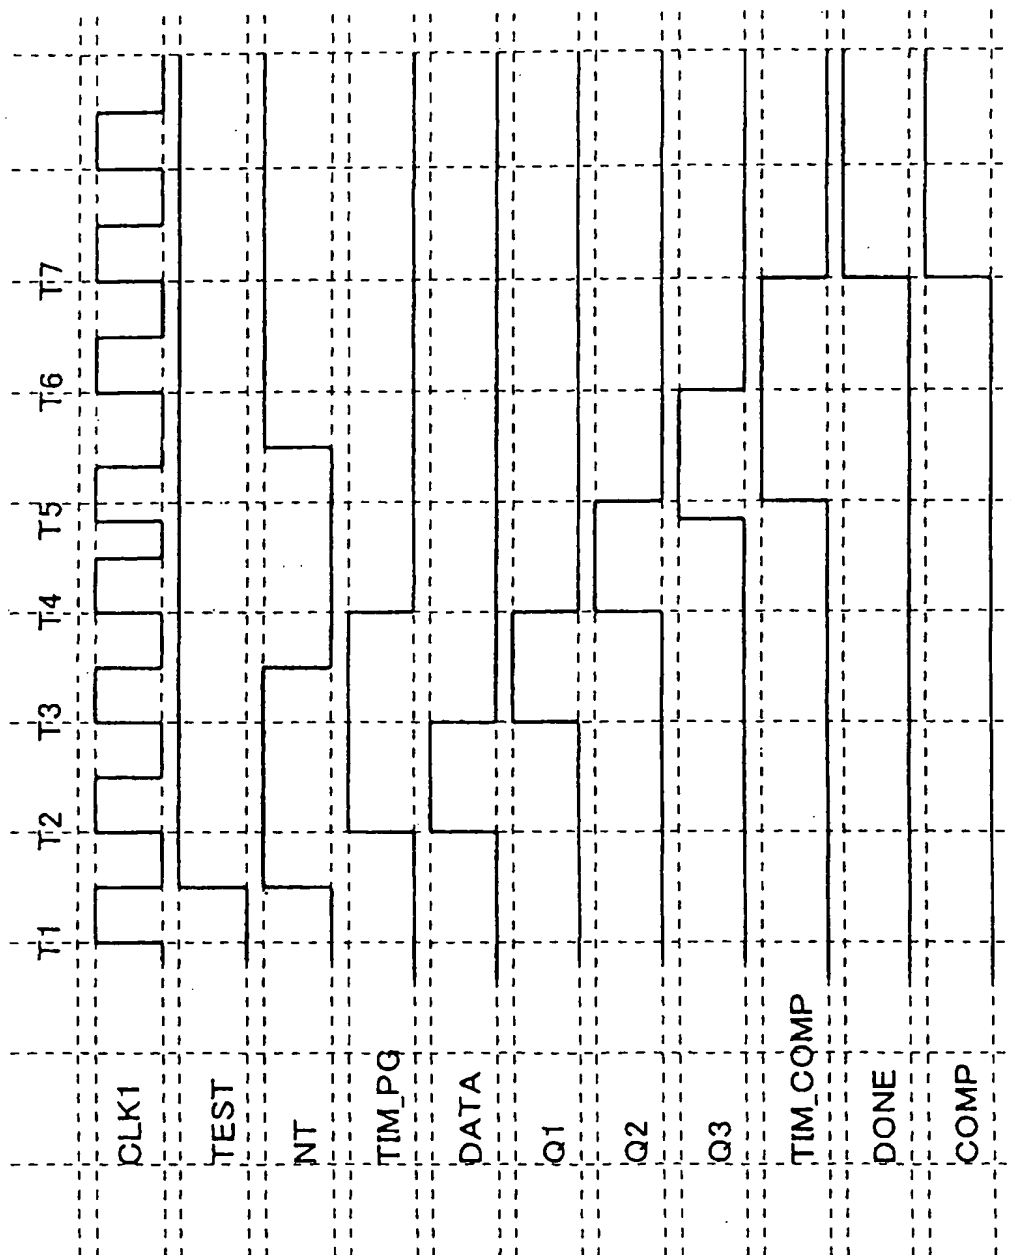 T1 T2 T3 T4 T5 T6 T7
CLK1
TEST
NT
TIM_PG
DATA
Q1
Q2
Q3
TIM_COMP
DONE
COMP